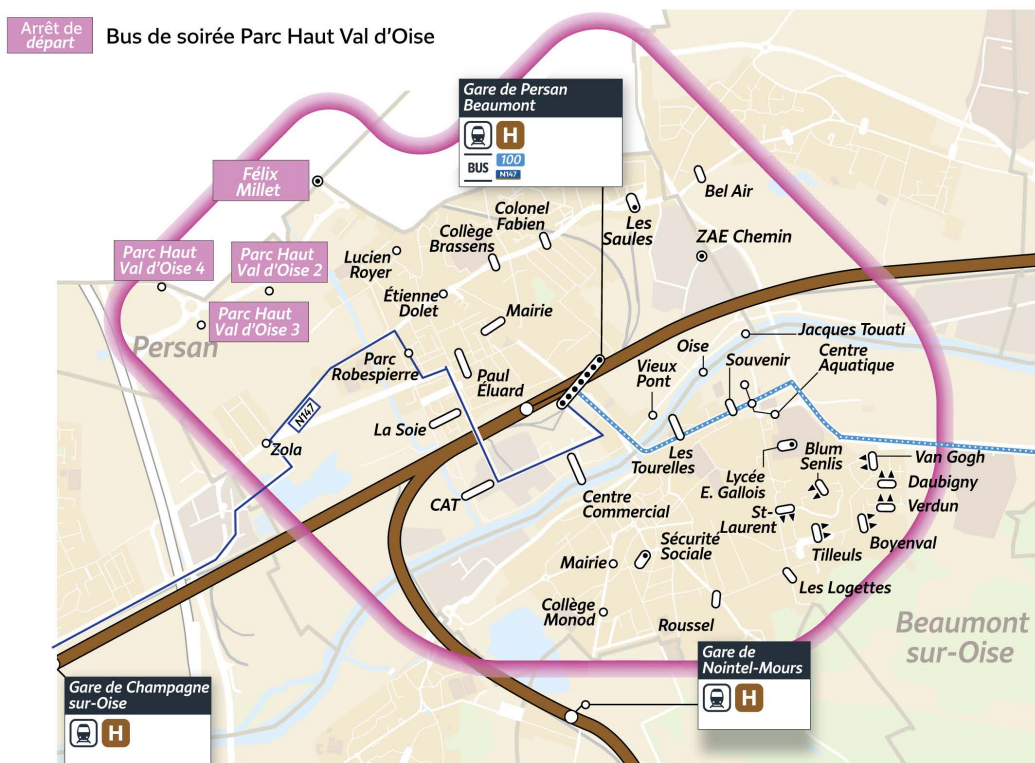 Arrêt de
départ
Bus de soirée Parc Haut Val d'Oise
Gare de Persan
Beaumont
H
BUS
100
N147
Félix
Millet
Bel Air
Colonel
Fabien
Les
Saules
Collège
Brassens
ZAE Chemin
Parc Haut
Val d'Oise 4
Parc Haut
Val d'Oise 2
Lucien
Royer
Étienne
Dolet
Mairie
Parc Haut
Val d'Oise 3
Persan
Jacques Touati
Parc
Robespierre
Paul
Éluard
Vieux
Pont
Oise
Souvenir
Centre
Aquatique
N147
La Soie
Zola
Les
Tourelles
Lycée
E. Gallois
Blum
Senlis
Van Gogh
Daubigny
Verdun
CAT
Centre
Commercial
St-
Laurent
Boyenval
Tilleuls
Sécurité
Sociale
Mairie
Les Logettes
Collège
Monod
Roussel
Beaumont
sur-Oise
Gare de
Nointel-Mours
H
Gare de Champagne
sur-Oise
H